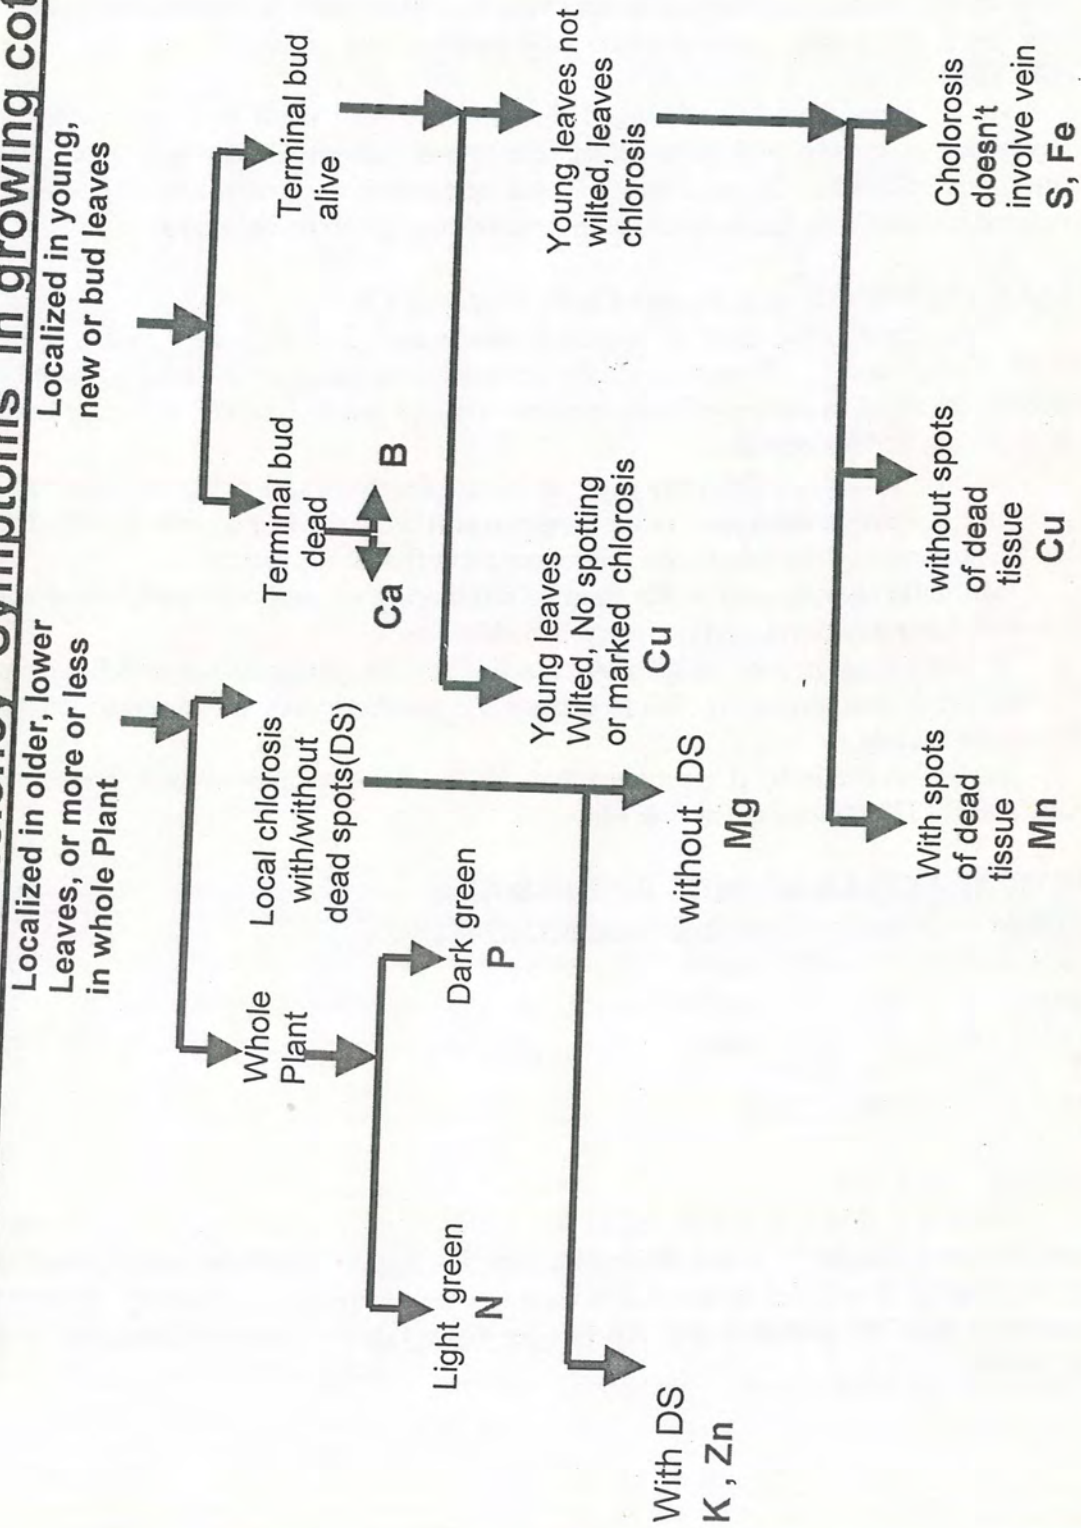 Symptoms in growing
Localized in older, lower
Leaves, or more or less
in whole Plant
Localized in young,
new or bud leaves
Whole
Plant
Local chlorosis
with/without
dead spots(DS)
Terminal bud
dead
Terminal bud
alive
Ca
B
Light green
N
Dark green
P
Young leaves
Wilted, No spotting
or marked chlorosis
Cu
Young leaves not
wilted, leaves
chlorosis
With DS
K , Zn
without DS
Mg
With spots
of dead
tissue
Mn
without spots
of dead
tissue
Cu
Cholorosis
doesn't
involve vein
S, Fe